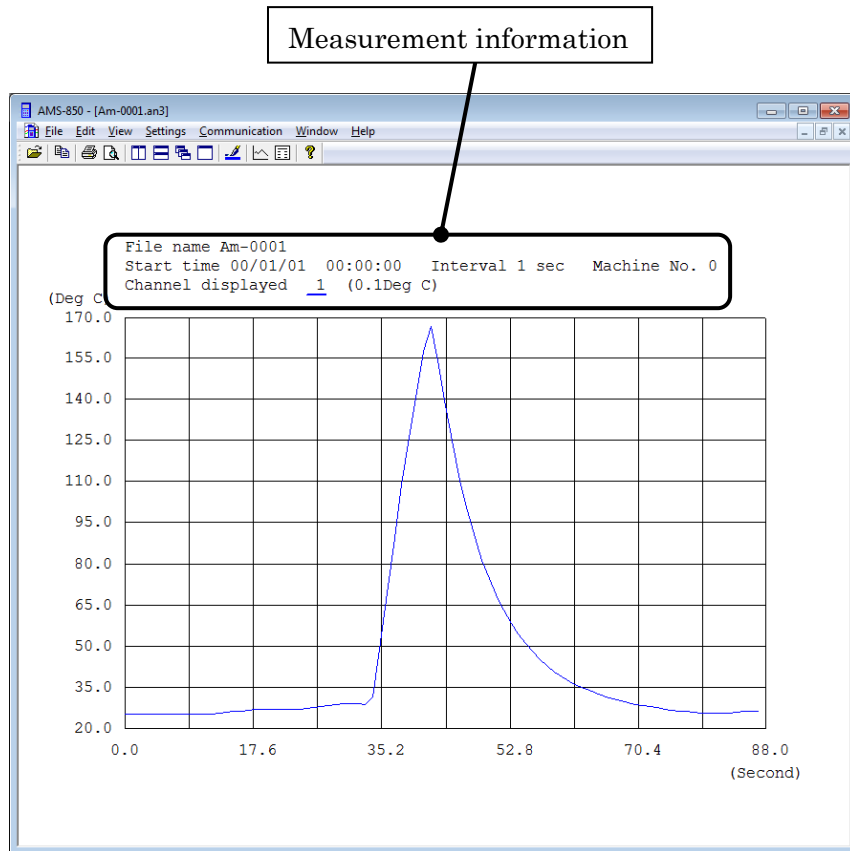 Measurement information
AMS-850 - [Am-0001.an3]
File Edit View Settings Communication Window Help
File name Am-0001
Start time 00/01/01 00:00:00 Interval 1 sec Machine No. 0
Channel displayed 1 (0.1Deg C)
(Deg C
170.0
155.0
140.0
125.0
110.0
95.0
80.0
65.0
50.0
35.0
20.0
0.0 17.6 35.2 52.8 70.4 88.0
(Second)